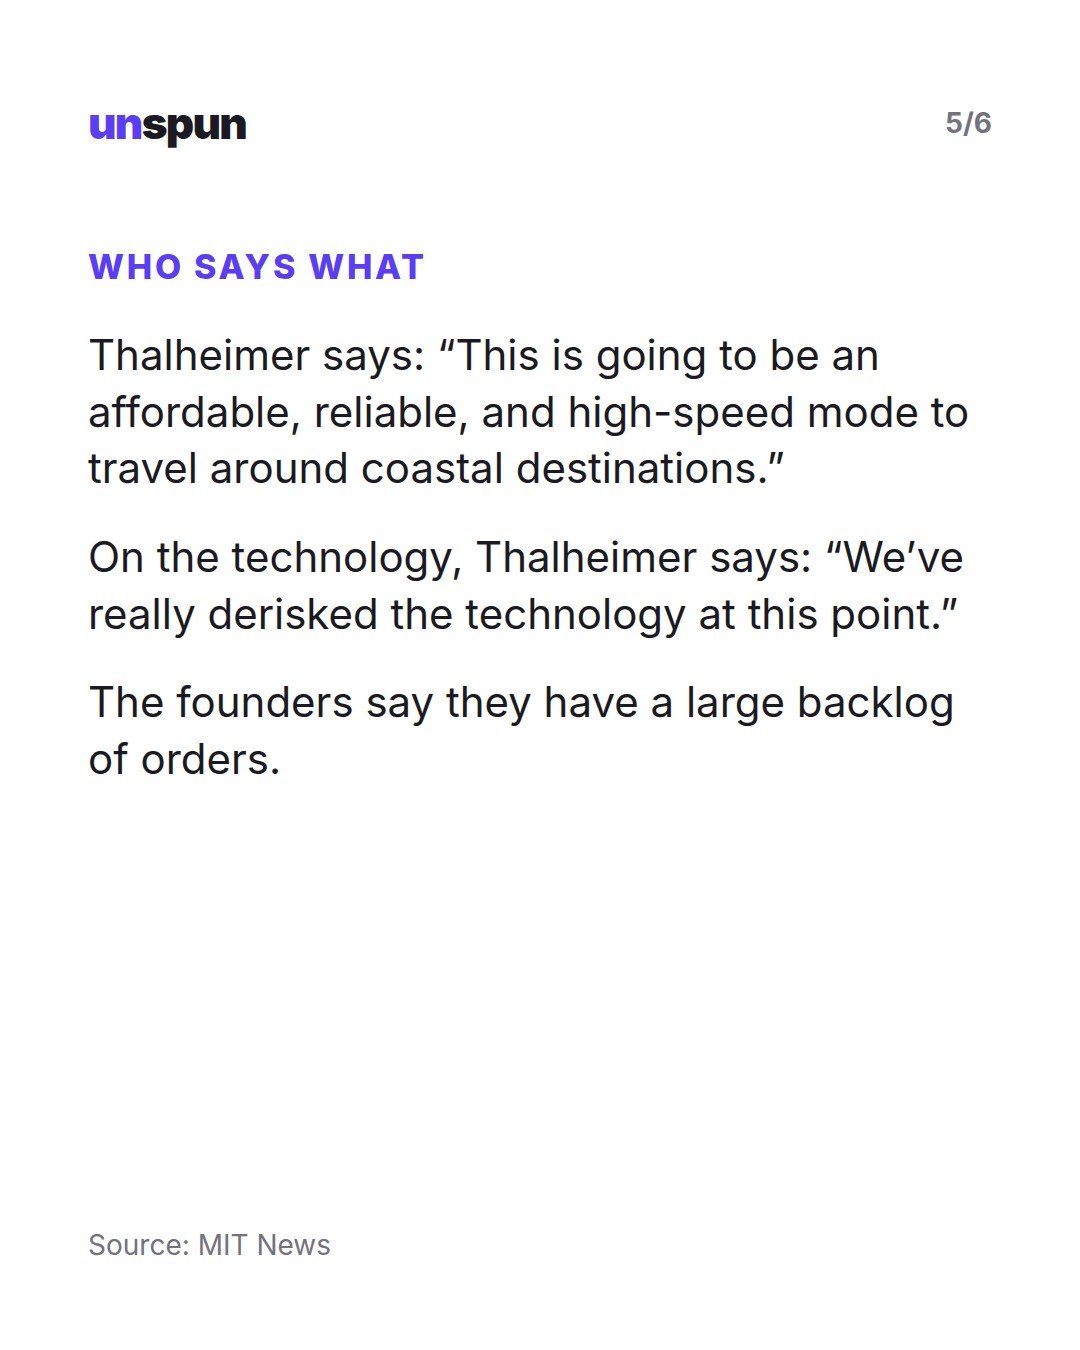 unspun
5/6
WHO SAYS WHAT
Thalheimer says: “This is going to be an
affordable, reliable, and high-speed mode to
travel around coastal destinations.”
On the technology, Thalheimer says: “We’ve
really derisked the technology at this point.”
The founders say they have a large backlog
of orders.
Source: MIT News